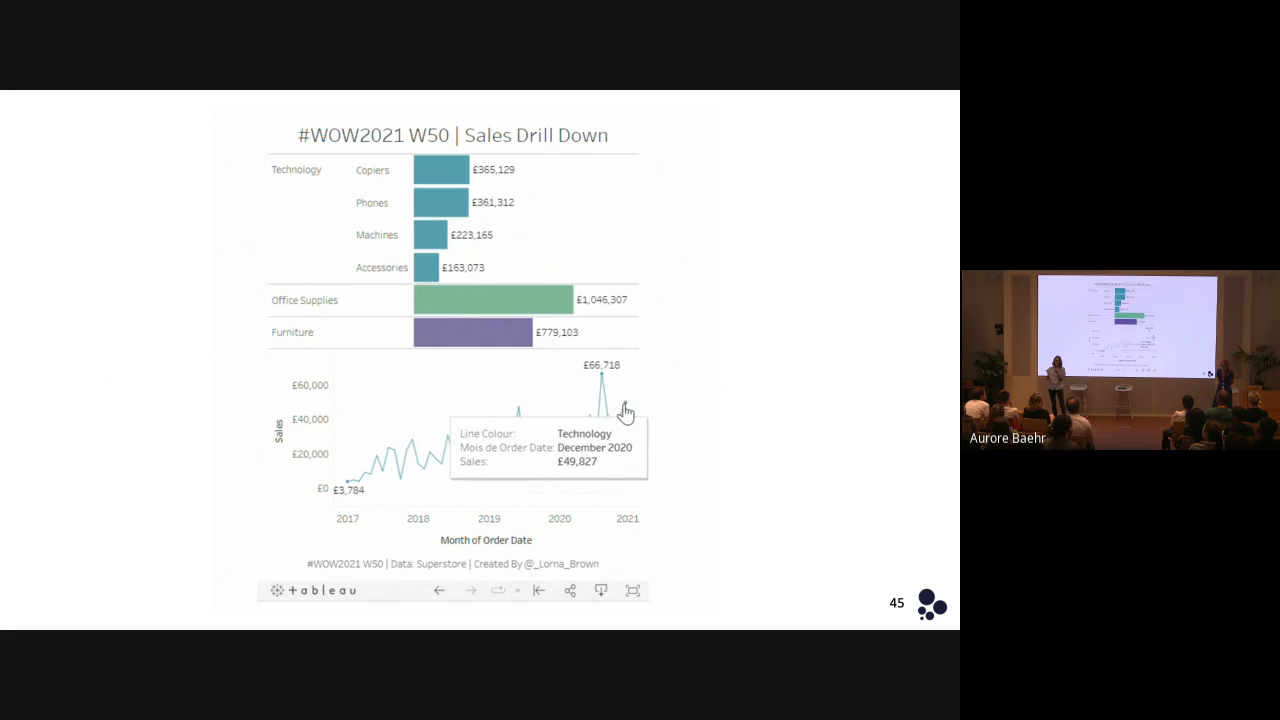 #WOW2021 W50 | Sales Drill Down
Technology Copiers £365,129
Phones £361,312
Machines £223,165
Accessories £163,073
Office Supplies £1,046,307
Furniture £779,103
£66,718
£60,000
£40,000
£20,000
£0
Sales
£3,784
Line Colour: Technology
Mois de Order Date: December 2020
Sales: £49,827
2017 2018 2019 2020 2021
Month of Order Date
#WOW2021 W50 | Data: Superstore | Created By @_Lorna_Brown
+ableau
45
Aurore Baehr